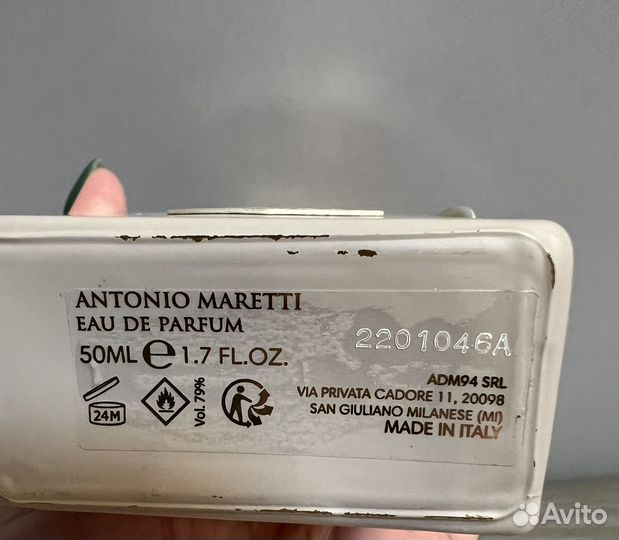 ANTONIO MARETTI
EAU DE PARFUM
50ML e 1.7 FL.OZ.
2201046A
24M
Vol. 79%
ADM94 SRL
VIA PRIVATA CADORE 11, 20098
SAN GIULIANO MILANESE (MI)
MADE IN ITALY
Avito